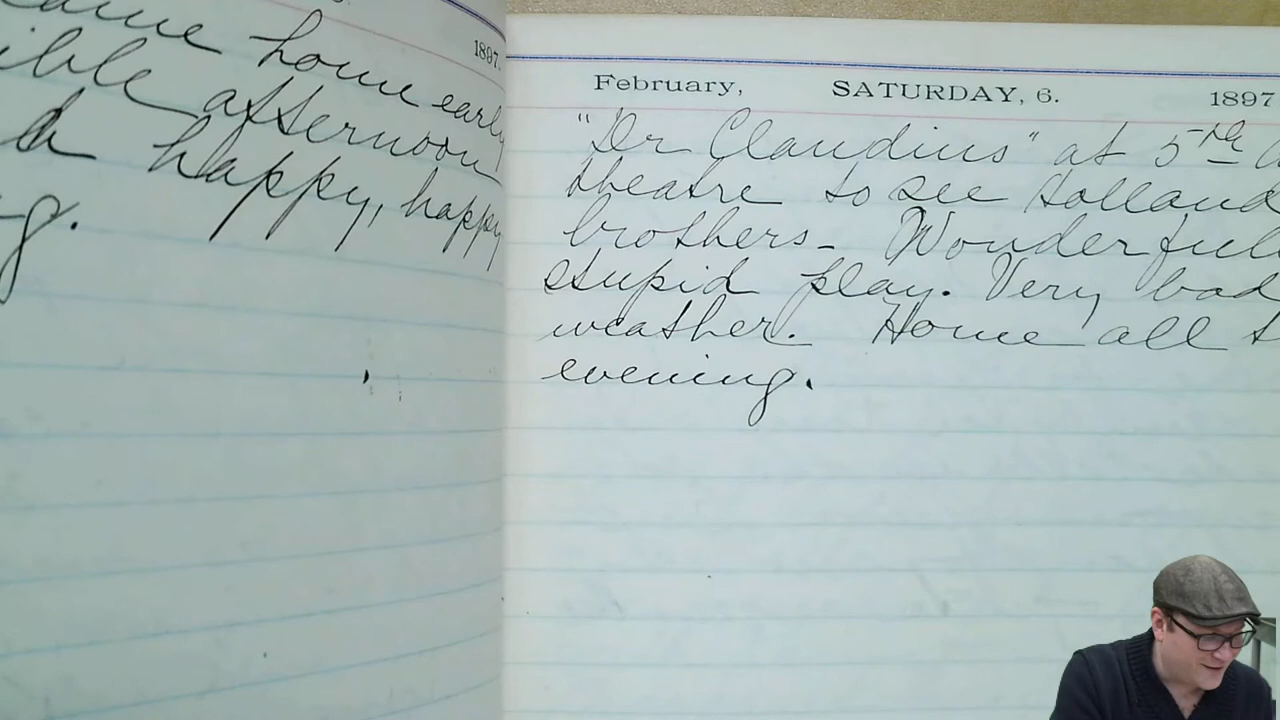 came home early
ible afternoon
d a happy, happy
g.
1897.
February, SATURDAY, 6. 1897
"Dr Claudius" at 5th
theatre to see Holland
brothers - Wonderful
stupid play. Very bad
weather. Home all
evening.